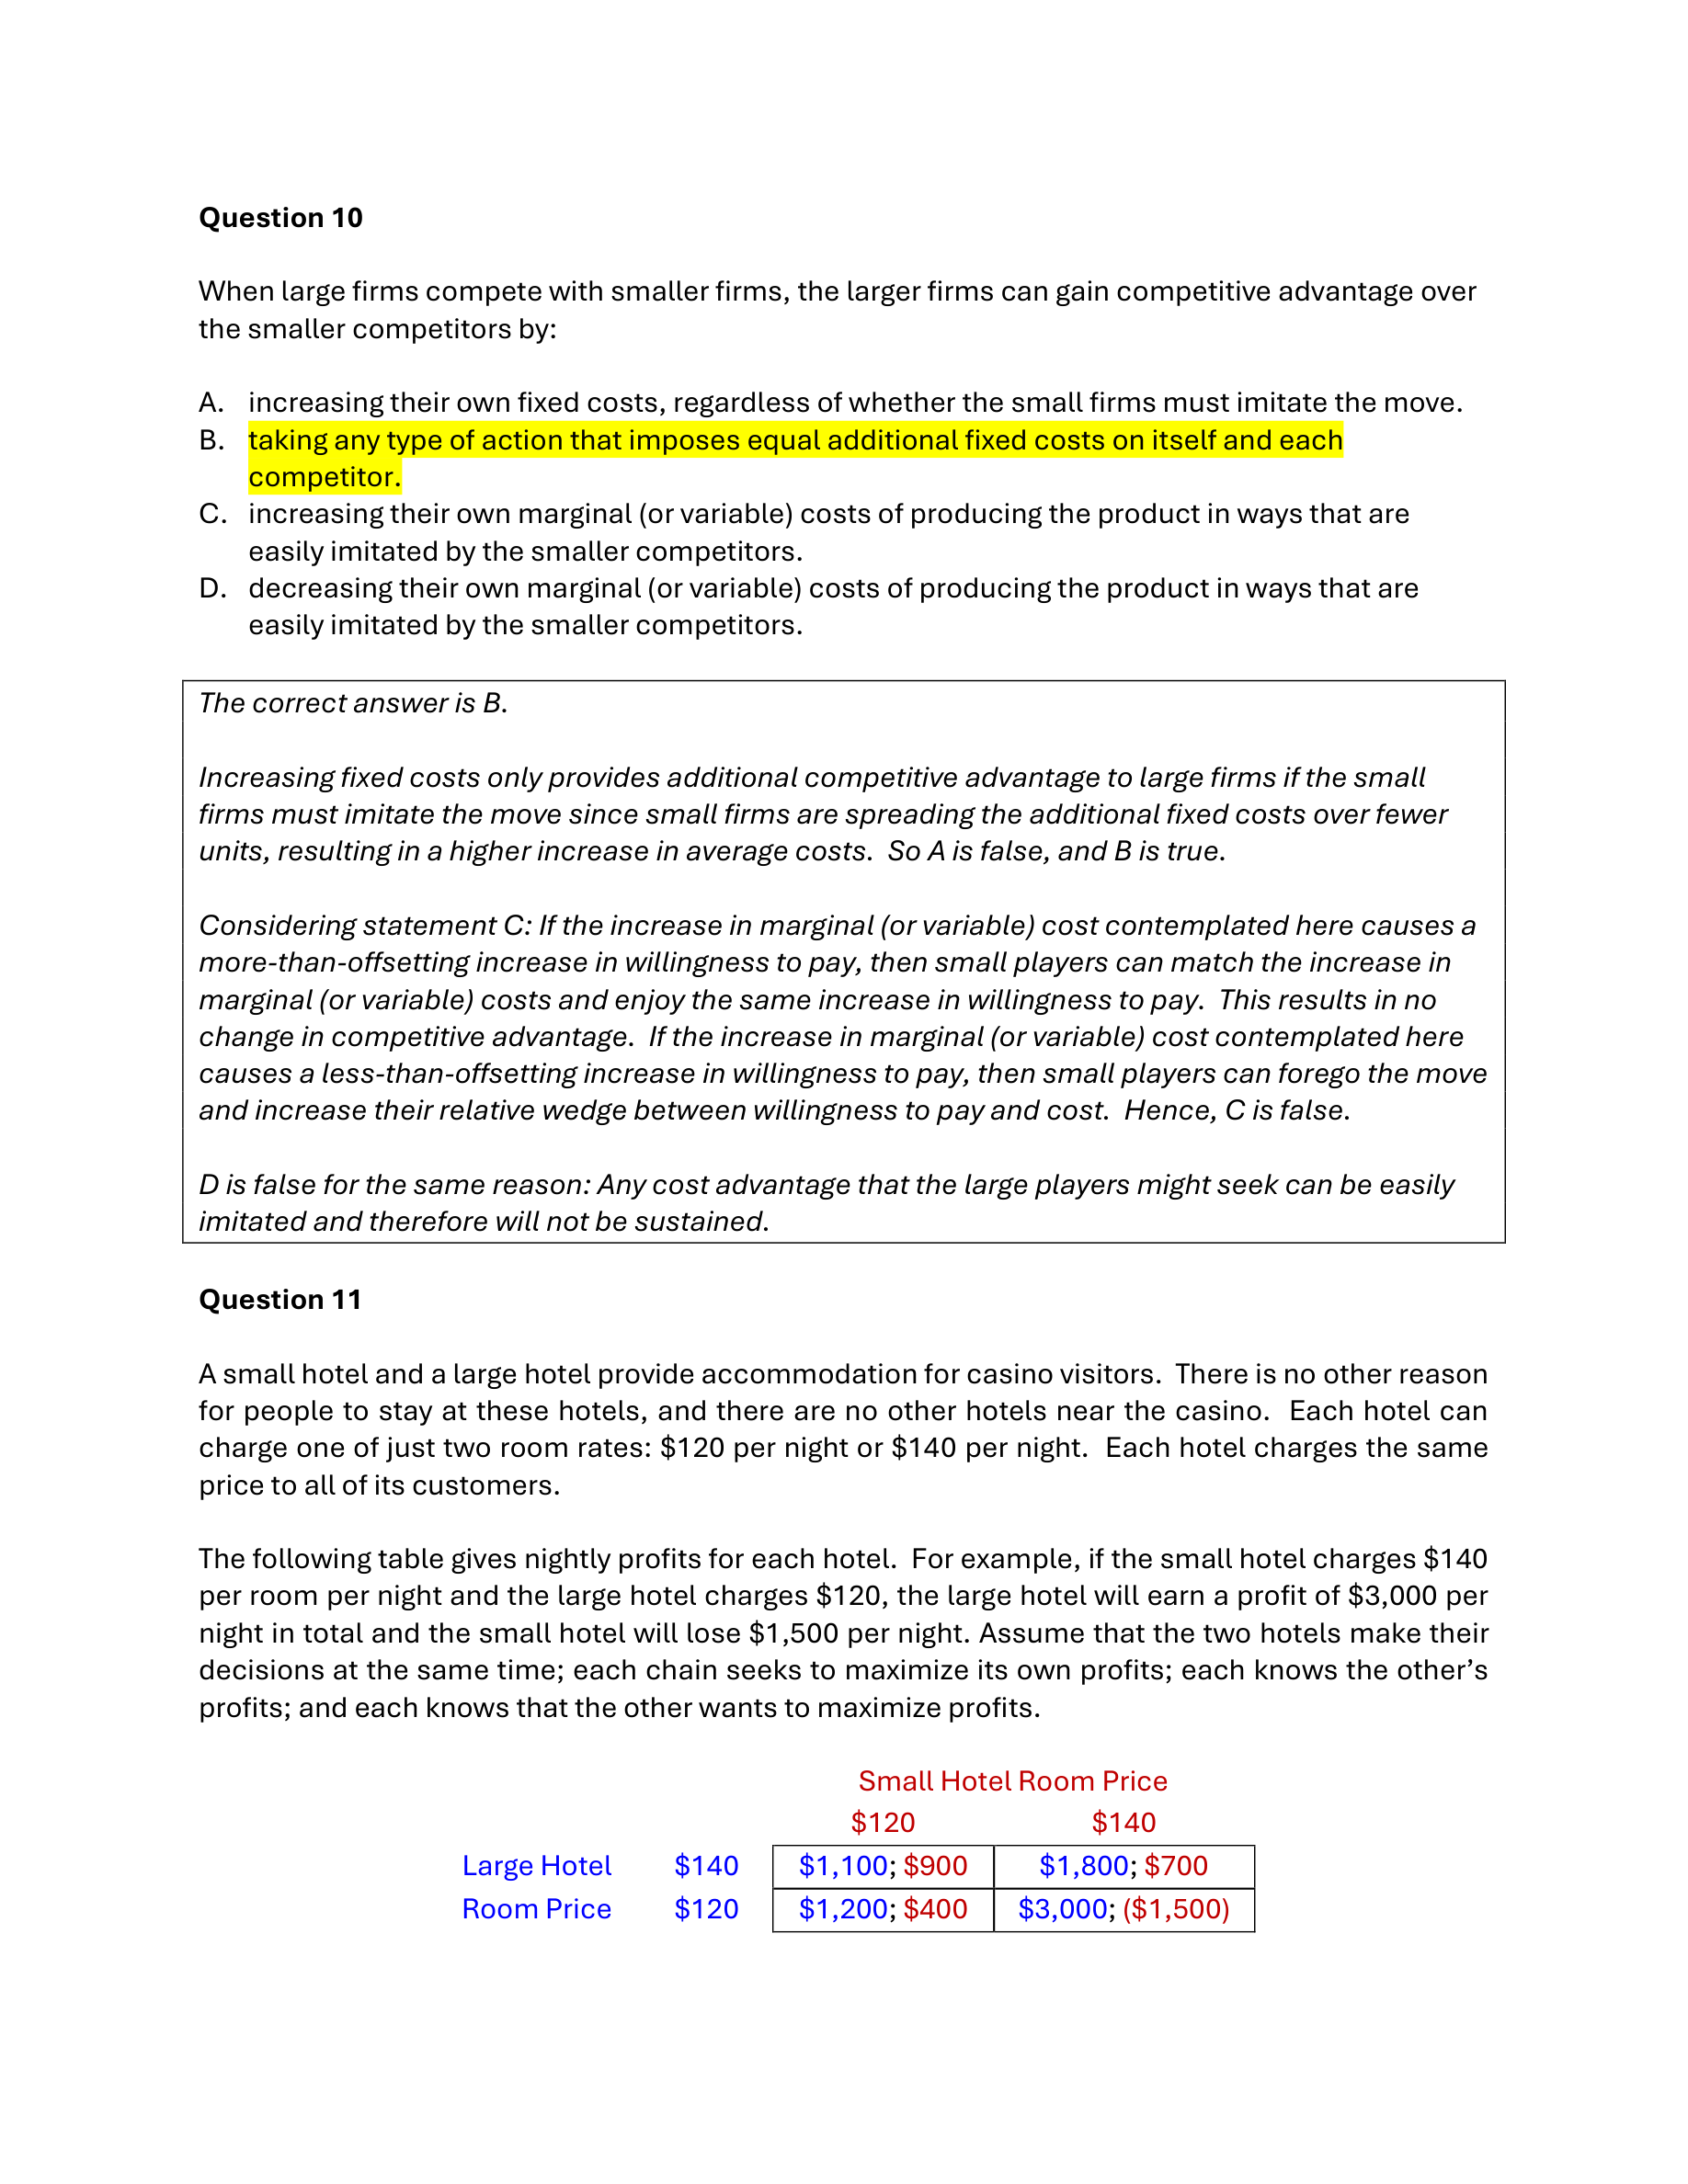 Question 10
When large firms compete with smaller firms, the larger firms can gain competitive advantage over
the smaller competitors by:
A. increasing their own fixed costs, regardless of whether the small firms must imitate the move.
B. taking any type of action that imposes equal additional fixed costs on itself and each
competitor.
C. increasing their own marginal (or variable) costs of producing the product in ways that are
easily imitated by the smaller competitors.
D. decreasing their own marginal (or variable) costs of producing the product in ways that are
easily imitated by the smaller competitors.
The correct answer is B.
Increasing fixed costs only provides additional competitive advantage to large firms if the small
firms must imitate the move since small firms are spreading the additional fixed costs over fewer
units, resulting in a higher increase in average costs. So A is false, and B is true.
Considering statement C: If the increase in marginal (or variable) cost contemplated here causes a
more-than-offsetting increase in willingness to pay, then small players can match the increase in
marginal (or variable) costs and enjoy the same increase in willingness to pay. This results in no
change in competitive advantage. If the increase in marginal (or variable) cost contemplated here
causes a less-than-offsetting increase in willingness to pay, then small players can forego the move
and increase their relative wedge between willingness to pay and cost. Hence, C is false.
D is false for the same reason: Any cost advantage that the large players might seek can be easily
imitated and therefore will not be sustained.
Question 11
A small hotel and a large hotel provide accommodation for casino visitors. There is no other reason
for people to stay at these hotels, and there are no other hotels near the casino. Each hotel can
charge one of just two room rates: $120 per night or $140 per night. Each hotel charges the same
price to all of its customers.
The following table gives nightly profits for each hotel. For example, if the small hotel charges $140
per room per night and the large hotel charges $120, the large hotel will earn a profit of $3,000 per
night in total and the small hotel will lose $1,500 per night. Assume that the two hotels make their
decisions at the same time; each chain seeks to maximize its own profits; each knows the other’s
profits; and each knows that the other wants to maximize profits.
Small Hotel Room Price
$120 $140
Large Hotel $140 $1,100; $900 $1,800; $700
Room Price $120 $1,200; $400 $3,000; ($1,500)